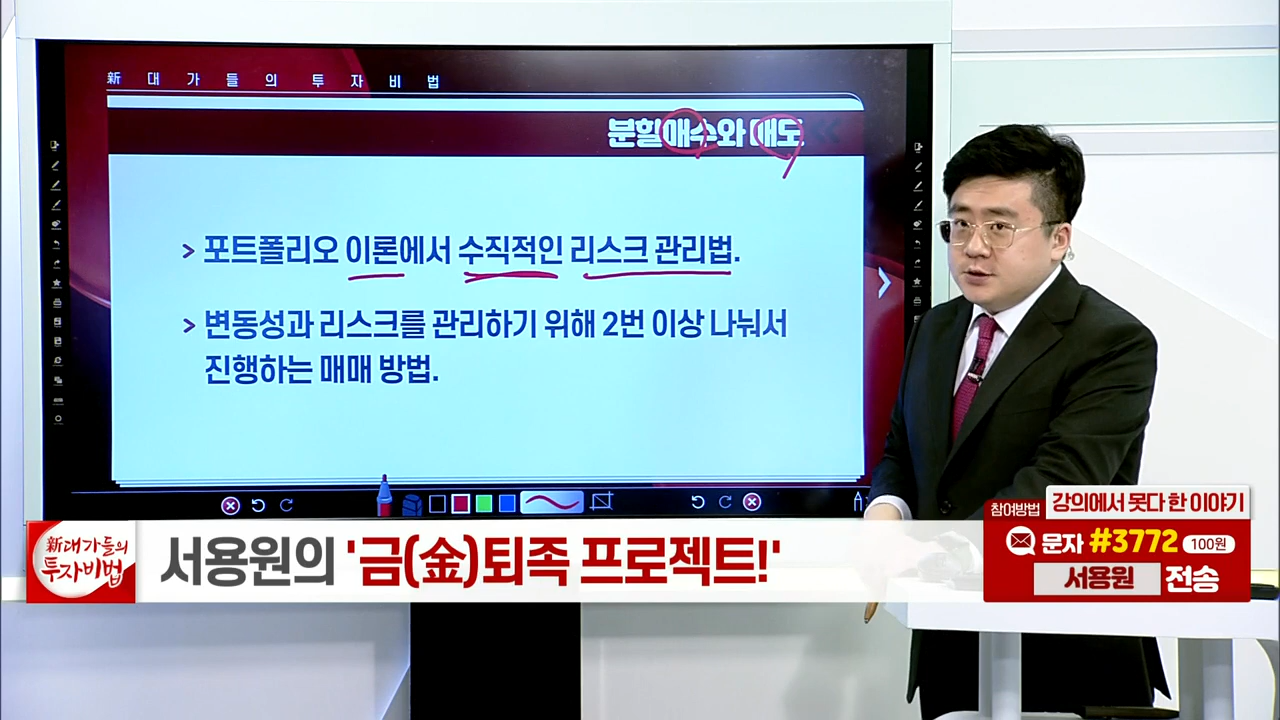 新 대 가 들 의 투 자 비 법
분할매수와 매도
> 포트폴리오 이론에서 수직적인 리스크 관리법.
> 변동성과 리스크를 관리하기 위해 2번 이상 나눠서
진행하는 매매 방법.
新대가들의
투자비법
서용원의 '금(金)퇴족 프로젝트!'
참여방법 강의에서 못다 한 이야기
문자 #3772 100원
서용원 전송